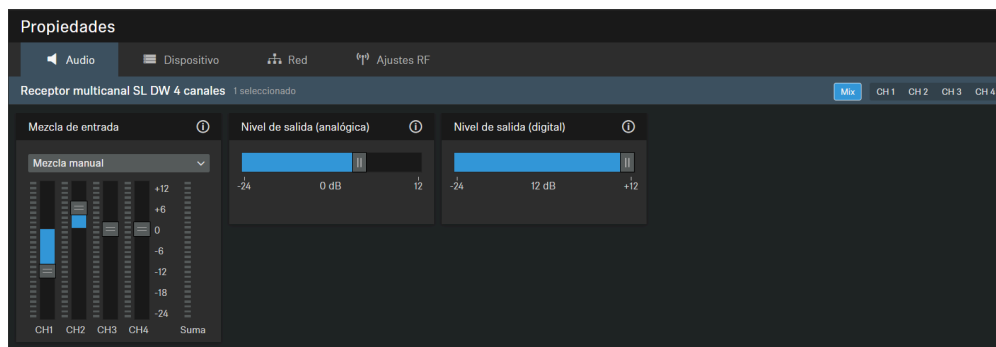 Propiedades
Audio Dispositivo Red Ajustes RF
Receptor multicanal SL DW 4 canales 1 seleccionado Mix CH 1 CH 2 CH 3 CH 4
Mezcla de entrada Nivel de salida (analógica) Nivel de salida (digital)
Mezcla manual
-24 0 dB 12 -24 12 dB +12
+12
+6
0
-6
-12
-18
-24
CH1 CH2 CH3 CH4 Suma